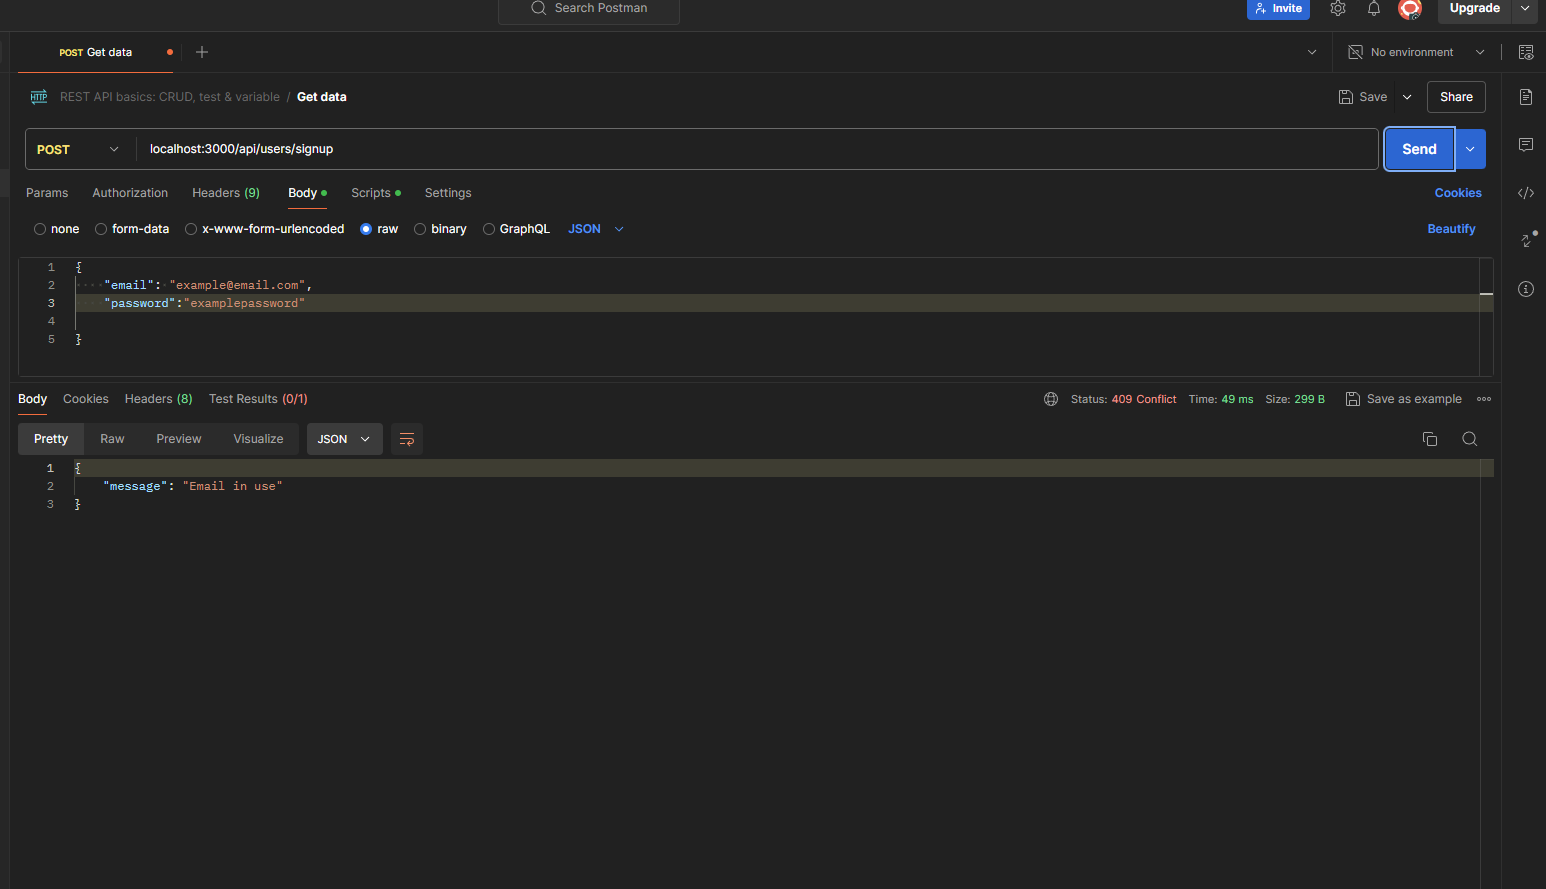 Search Postman
Invite
Upgrade
POST Get data
No environment
HTTP REST API basics: CRUD, test & variable / Get data
Save
Share
POST
localhost:3000/api/users/signup
Send
Params Authorization Headers (9) Body Scripts Settings
Cookies
none form-data x-www-form-urlencoded raw binary GraphQL JSON
Beautify
1 {
2 "email": "example@email.com",
3 "password":"examplepassword"
4
5 }
Body Cookies Headers (8) Test Results (0/1)
Status: 409 Conflict Time: 49 ms Size: 299 B Save as example
Pretty Raw Preview Visualize JSON
1 {
2 "message": "Email in use"
3 }